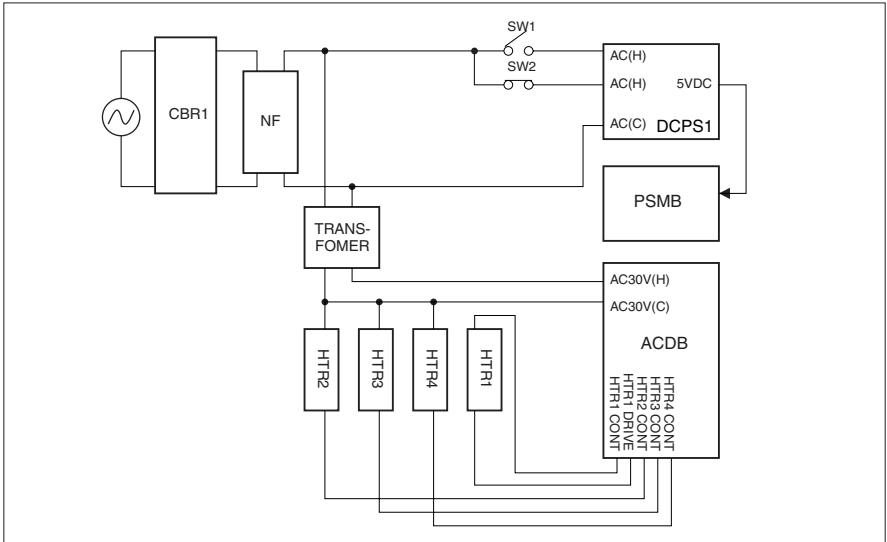 SW1
AC(H)
SW2
CBR1
NF
AC(H)
5VDC
AC(C)
DCPS1
PSMB
TRANS-
FOMER
AC30V(H)
AC30V(C)
ACDB
HTR2
HTR3
HTR4
HTR1
HTR1 CONT
HTR1 DRIVE
HTR2 CONT
HTR3 CONT
HTR4 CONT